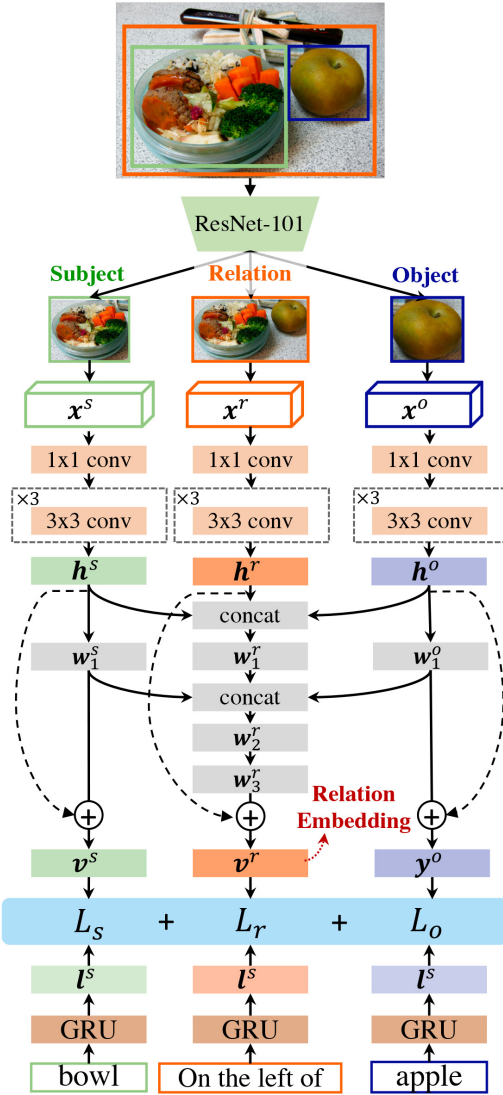 ResNet-101
Subject Relation Object
x^s x^r x^o
1x1 conv 1x1 conv 1x1 conv
×3 ×3 ×3
3x3 conv 3x3 conv 3x3 conv
h^s h^r h^o
concat
w_1^s w_1^r w_1^o
concat
w_2^r
w_3^r
+ + +
Relation
Embedding
v^s v^r y^o
L_s + L_r + L_o
l^s l^s l^s
GRU GRU GRU
bowl On the left of apple